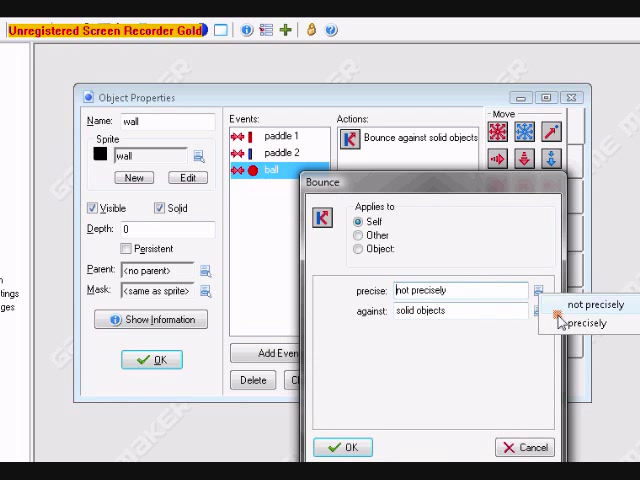 Unregistered Screen Recorder Gold
Object Properties
Name: wall
Sprite
wall
New Edit
Visible Solid
Depth: 0
Persistent
Parent: <no parent>
Mask: <same as sprite>
Show Information
OK
Events:
paddle 1
paddle 2
ball
Add Even
Delete
Actions:
Bounce against solid objects
Move
Bounce
Applies to
Self
Other
Object:
precise: not precisely
against: solid objects
not precisely
precisely
OK Cancel
tings
ges